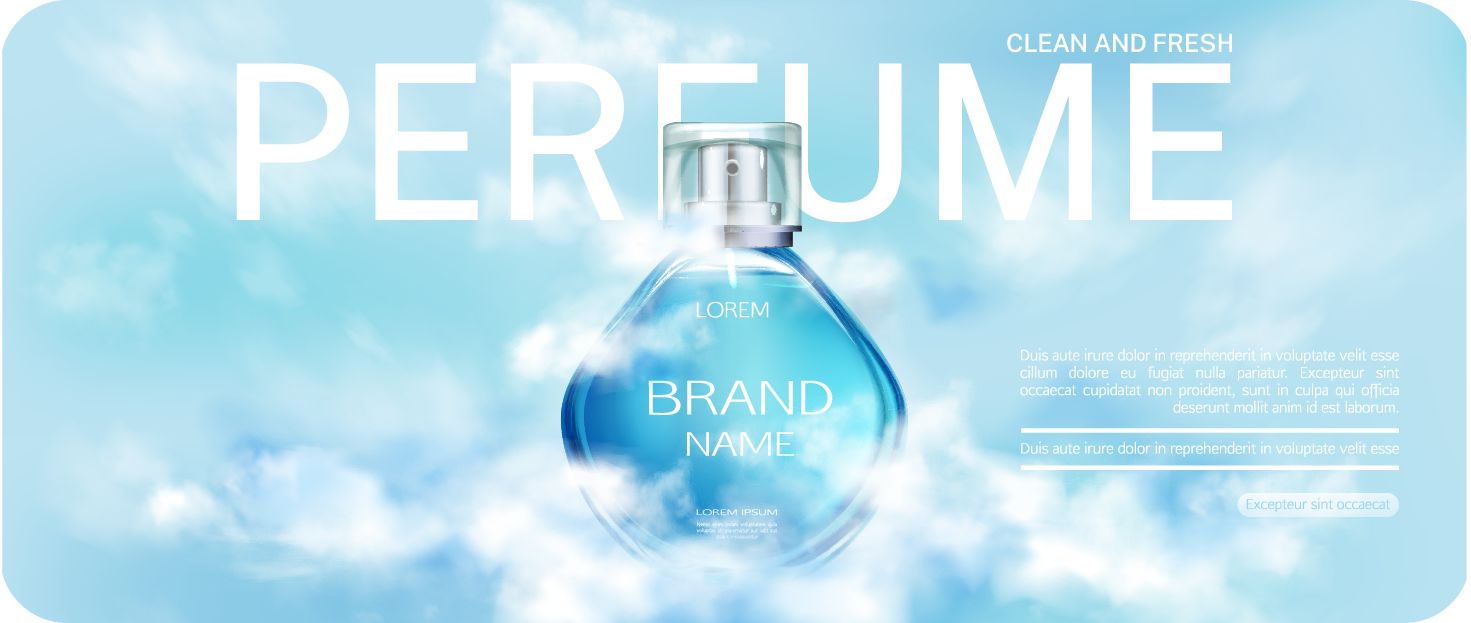 CLEAN AND FRESH
PERFUME
LOREM
BRAND
NAME
LOREM IPSUM
Duis aute irure dolor in reprehenderit in voluptate velit esse
cillum dolore eu fugiat nulla pariatur. Excepteur sint
occaecat cupidatat non proident, sunt in culpa qui officia
deserunt mollit anim id est laborum.
Duis aute irure dolor in reprehenderit in voluptate velit esse
Excepteur sint occaecat